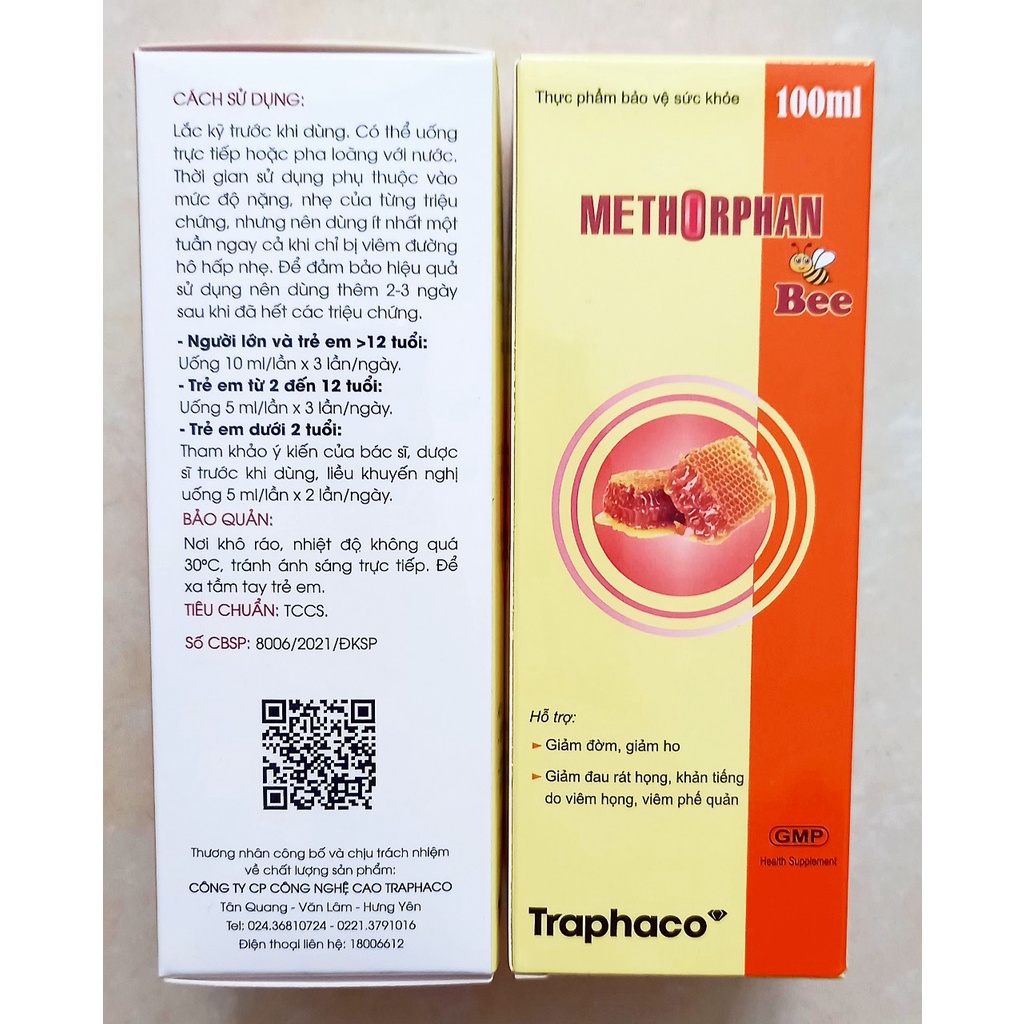 CÁCH SỬ DỤNG:
Lắc kỹ trước khi dùng. Có thể uống
trực tiếp hoặc pha loãng với nước.
Thời gian sử dụng phụ thuộc vào
mức độ nặng, nhẹ của từng triệu
chứng, nhưng nên dùng ít nhất một
tuần ngay cả khi chỉ bị viêm đường
hô hấp nhẹ. Để đảm bảo hiệu quả
sử dụng nên dùng thêm 2-3 ngày
sau khi đã hết các triệu chứng.
- Người lớn và trẻ em >12 tuổi:
Uống 10 ml/lần x 3 lần/ngày.
- Trẻ em từ 2 đến 12 tuổi:
Uống 5 ml/lần x 3 lần/ngày.
- Trẻ em dưới 2 tuổi:
Tham khảo ý kiến của bác sĩ, dược
sĩ trước khi dùng, liều khuyến nghị
uống 5 ml/lần x 2 lần/ngày.
BẢO QUẢN:
Nơi khô ráo, nhiệt độ không quá
30°C, tránh ánh sáng trực tiếp. Để
xa tầm tay trẻ em.
TIÊU CHUẨN: TCCS.
Số CBSP: 8006/2021/ĐKSP
Thương nhân công bố và chịu trách nhiệm
về chất lượng sản phẩm:
CÔNG TY CP CÔNG NGHỆ CAO TRAPHACO
Tân Quang - Văn Lâm - Hưng Yên
Tel: 024.36810724 - 0221.3791016
Điện thoại liên hệ: 18006612
Thực phẩm bảo vệ sức khỏe
100ml
METHORPHAN
Bee
Hỗ trợ:
► Giảm đờm, giảm ho
► Giảm đau rát họng, khản tiếng
do viêm họng, viêm phế quản
GMP
Health Supplement
Traphaco